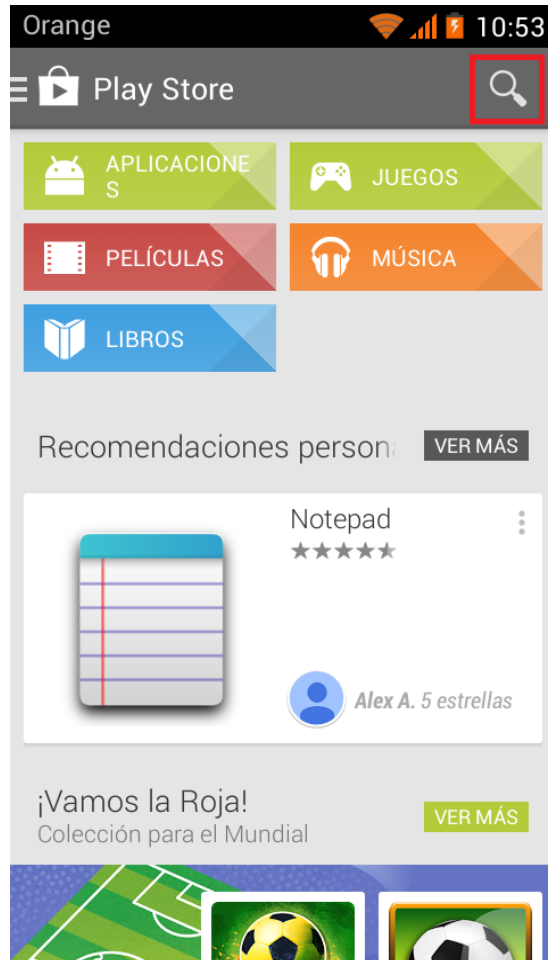 Orange 10:53
Play Store
APLICACIONE
S
JUEGOS
PELÍCULAS
MÚSICA
LIBROS
Recomendaciones person
VER MÁS
Notepad
Alex A. 5 estrellas
¡Vamos la Roja!
Colección para el Mundial
VER MÁS